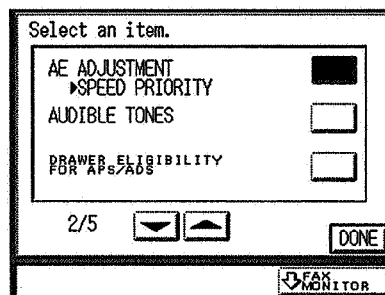 Select an item.
AE ADJUSTMENT
▶SPEED PRIORITY
AUDIBLE TONES
DRAWER ELIGIBILITY
FOR APS/ADS
2/5
DONE
FAX
MONITOR